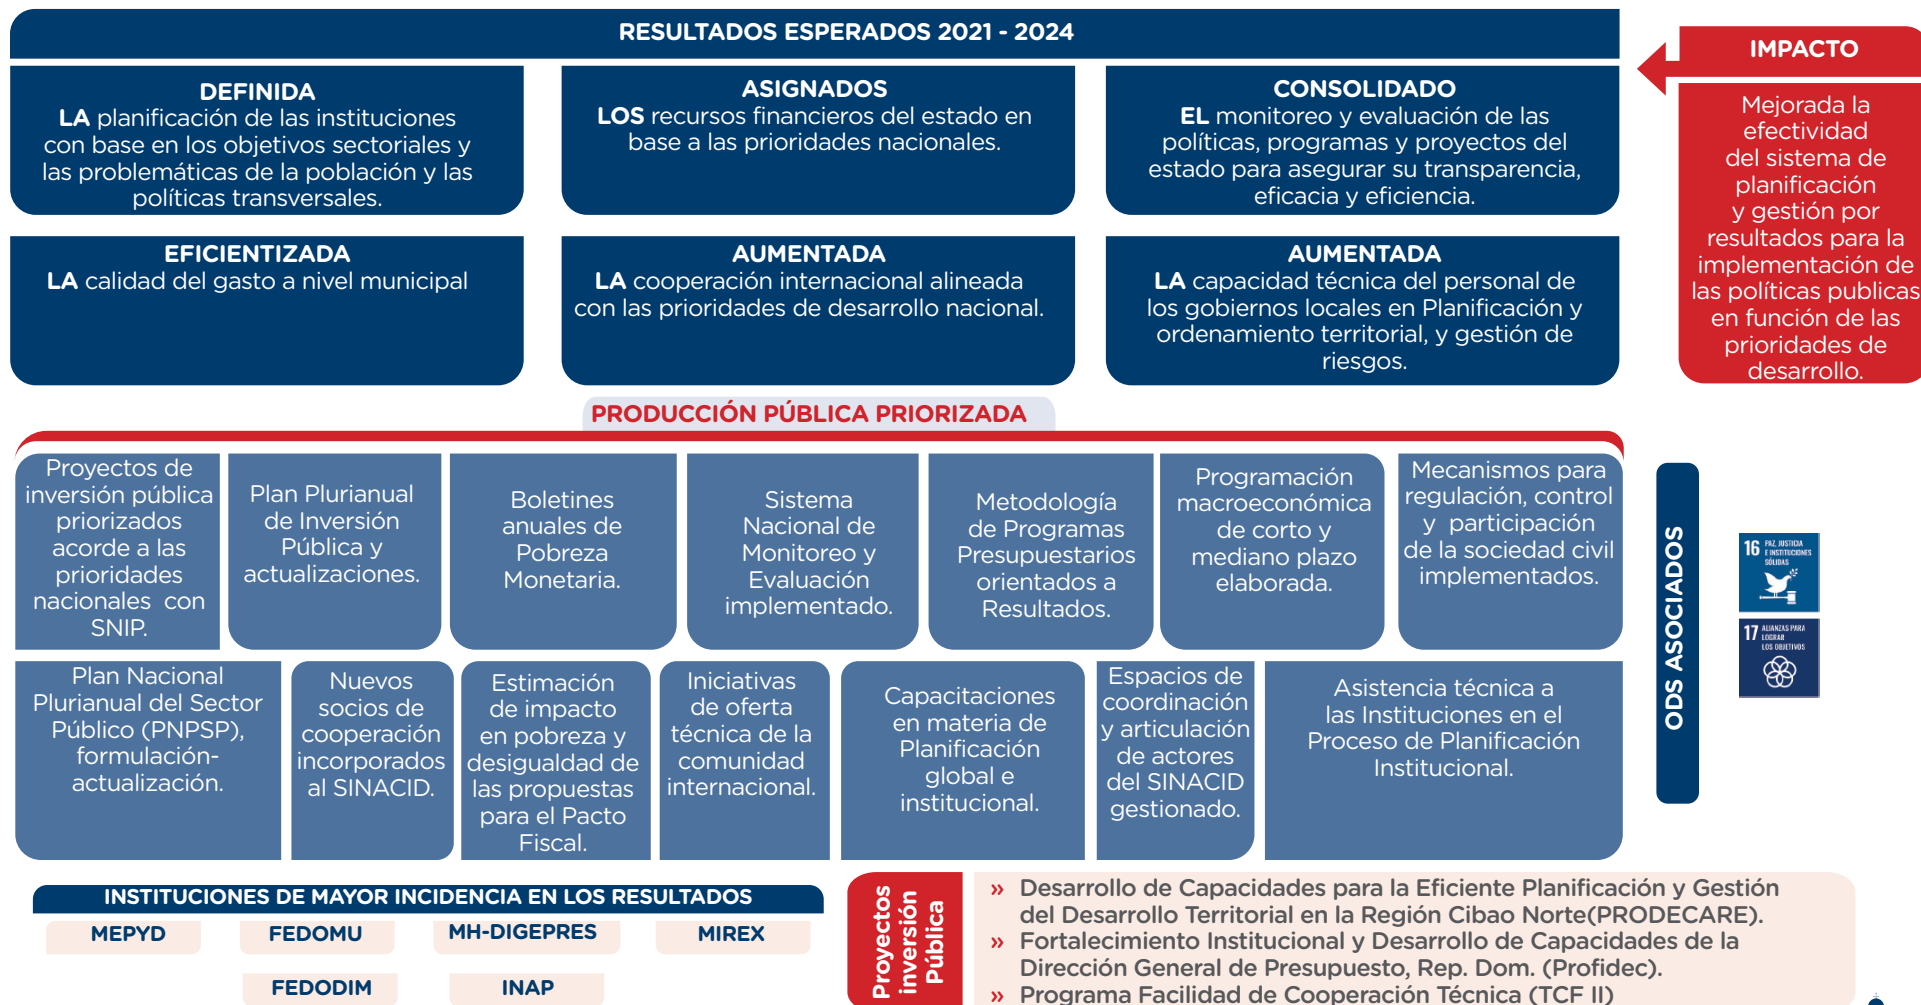 RESULTADOS ESPERADOS 2021 - 2024
DEFINIDA
LA planificación de las instituciones
con base en los objetivos sectoriales y
las problemáticas de la población y las
políticas transversales.
ASIGNADOS
LOS recursos financieros del estado en
base a las prioridades nacionales.
CONSOLIDADO
EL monitoreo y evaluación de las
políticas, programas y proyectos del
estado para asegurar su transparencia,
eficacia y eficiencia.
EFICIENTIZADA
LA calidad del gasto a nivel municipal
AUMENTADA
LA cooperación internacional alineada
con las prioridades de desarrollo nacional.
AUMENTADA
LA capacidad técnica del personal de
los gobiernos locales en Planificación y
ordenamiento territorial, y gestión de
riesgos.
IMPACTO
Mejorada la
efectividad
del sistema de
planificación
y gestión por
resultados para la
implementación de
las políticas publicas
en función de las
prioridades de
desarrollo.
PRODUCCIÓN PÚBLICA PRIORIZADA
Proyectos de
inversión pública
priorizados
acorde a las
prioridades
nacionales con
SNIP.
Plan Plurianual
de Inversión
Pública y
actualizaciones.
Boletines
anuales de
Pobreza
Monetaria.
Sistema
Nacional de
Monitoreo y
Evaluación
implementado.
Metodología
de Programas
Presupuestarios
orientados a
Resultados.
Programación
macroeconómica
de corto y
mediano plazo
elaborada.
Mecanismos para
regulación, control
y participación
de la sociedad civil
implementados.
Plan Nacional
Plurianual del Sector
Público (PNPSP),
formulación-
actualización.
Nuevos
socios de
cooperación
incorporados
al SINACID.
Estimación
de impacto
en pobreza y
desigualdad de
las propuestas
para el Pacto
Fiscal.
Iniciativas
de oferta
técnica de la
comunidad
internacional.
Capacitaciones
en materia de
Planificación
global e
institucional.
Espacios de
coordinación
y articulación
de actores
del SINACID
gestionado.
Asistencia técnica a
las Instituciones en el
Proceso de Planificación
Institucional.
ODS ASOCIADOS
16 PAZ, JUSTICIA
E INSTITUCIONES
SÓLIDAS
17 ALIANZAS PARA
LOGRAR
LOS OBJETIVOS
INSTITUCIONES DE MAYOR INCIDENCIA EN LOS RESULTADOS
MEPYD FEDOMU MH-DIGEPRES MIREX
FEDODIM INAP
Proyectos
inversión
Pública
» Desarrollo de Capacidades para la Eficiente Planificación y Gestión
del Desarrollo Territorial en la Región Cibao Norte(PRODECARE).
» Fortalecimiento Institucional y Desarrollo de Capacidades de la
Dirección General de Presupuesto, Rep. Dom. (Profidec).
» Programa Facilidad de Cooperación Técnica (TCF II)